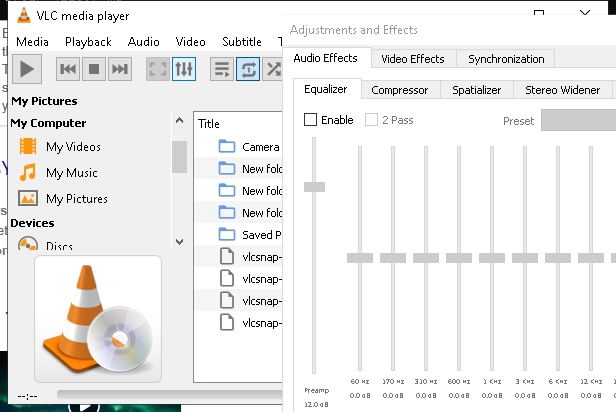 VLC media player
Media Playback Audio Video Subtitle
My Pictures
My Computer
My Videos
My Music
My Pictures
Devices
Discs
Title
Camera
New fol
New fol
New fol
Saved P
vlcsnap-
vlcsnap-
vlcsnap-
vlcsnap-
--:--
Adjustments and Effects
Audio Effects Video Effects Synchronization
Equalizer Compressor Spatializer Stereo Widener
Enable 2 Pass Preset
60 Hz 170 Hz 310 Hz 600 Hz 1 KHz 3 KHz 6 KHz 12 KHz
Preamp 0.0 dB 0.0 dB 0.0 dB 0.0 dB 0.0 dB 0.0 dB 0.0 dB 0.0 dB
12.0 dB